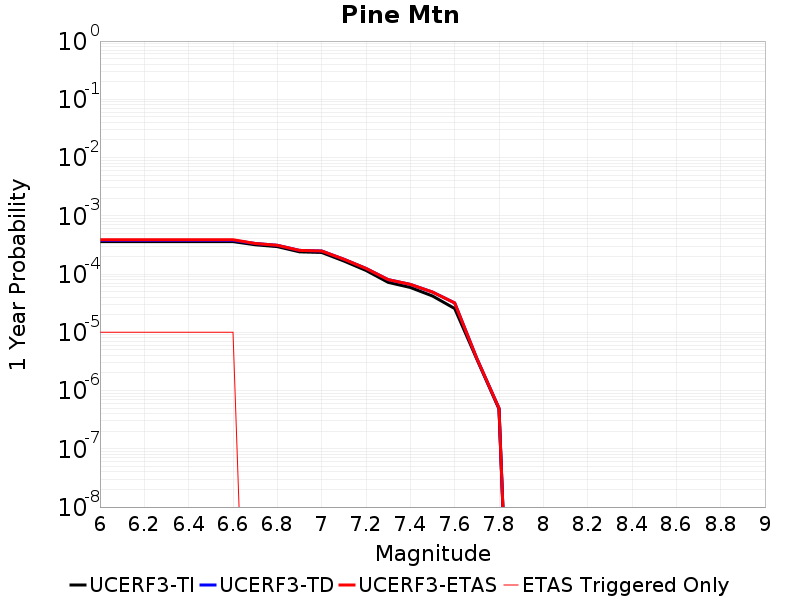 Pine Mtn
1 Year Probability
10^0
10^-1
10^-2
10^-3
10^-4
10^-5
10^-6
10^-7
10^-8
6 6.2 6.4 6.6 6.8 7 7.2 7.4 7.6 7.8 8 8.2 8.4 8.6 8.8 9
Magnitude
UCERF3-TI UCERF3-TD UCERF3-ETAS ETAS Triggered Only